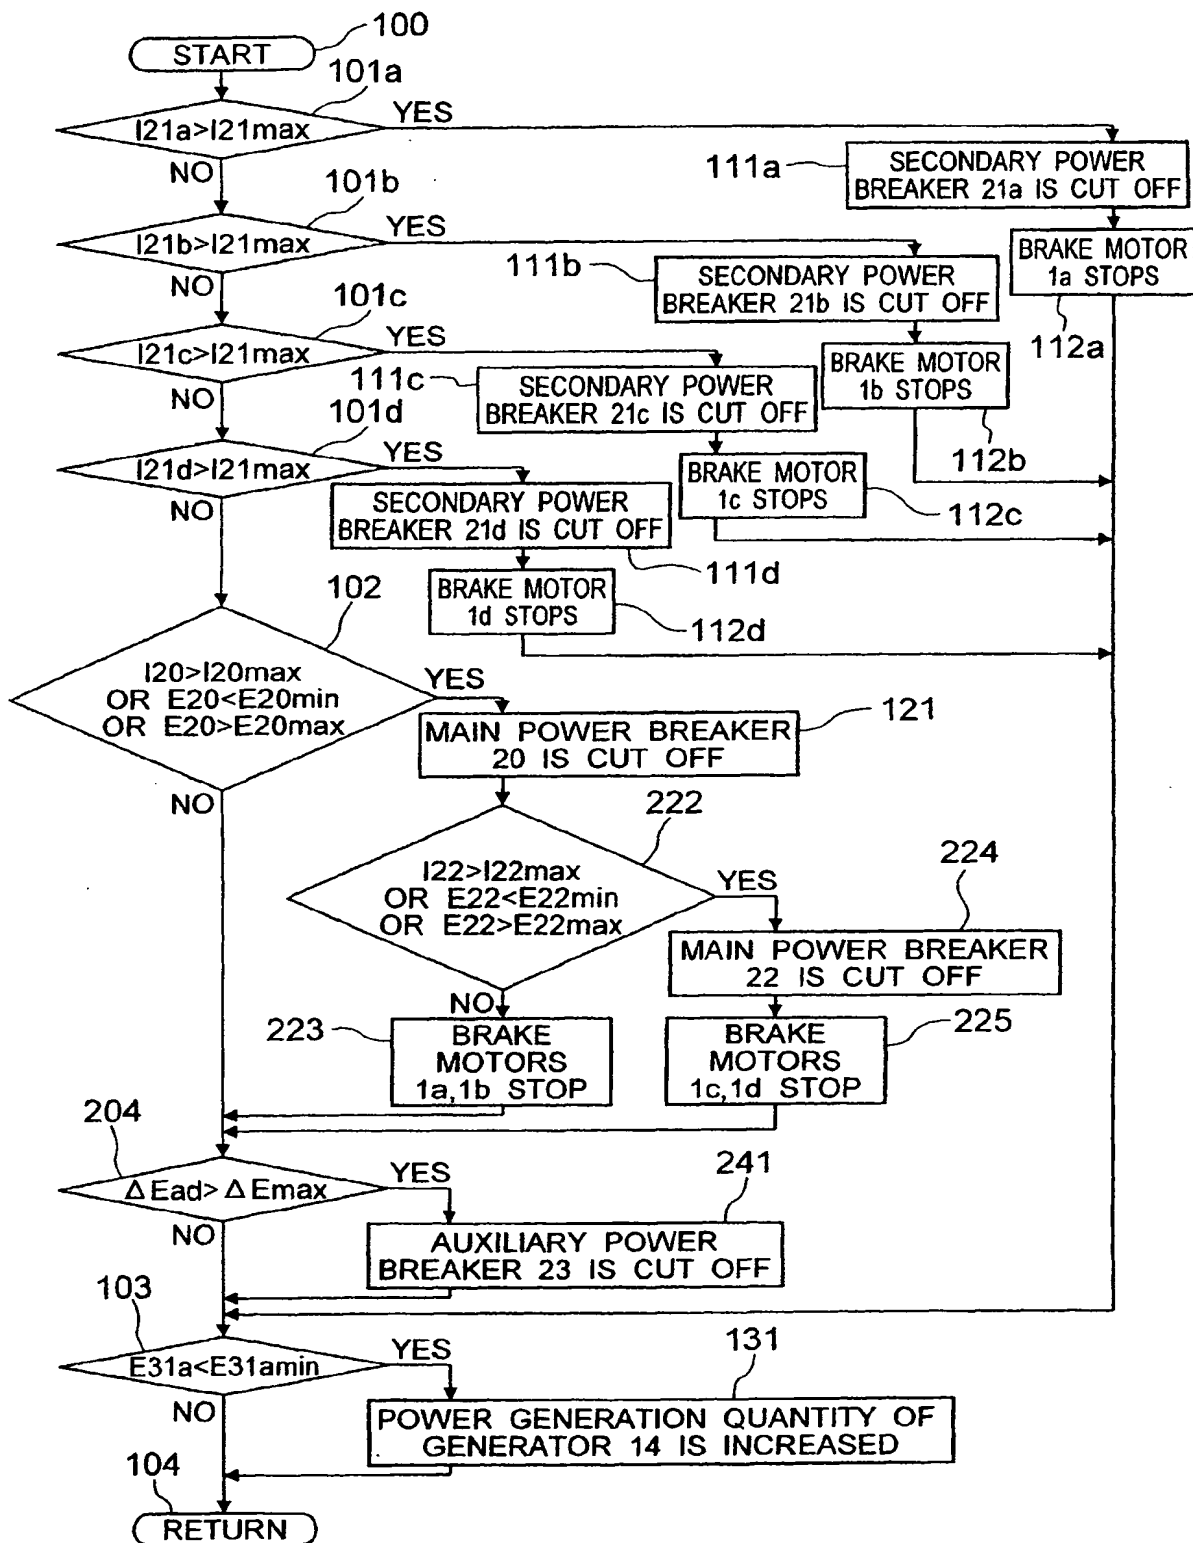 100
START
101a
I21a>I21max
YES
NO
111a
SECONDARY POWER
BREAKER 21a IS CUT OFF
101b
I21b>I21max
YES
NO
BRAKE MOTOR
1a STOPS
112a
111b
SECONDARY POWER
BREAKER 21b IS CUT OFF
101c
I21c>I21max
YES
NO
BRAKE MOTOR
1b STOPS
112b
111c
SECONDARY POWER
BREAKER 21c IS CUT OFF
101d
I21d>I21max
YES
NO
BRAKE MOTOR
1c STOPS
112c
SECONDARY POWER
BREAKER 21d IS CUT OFF
111d
BRAKE MOTOR
1d STOPS
112d
102
I20>I20max
OR E20<E20min
OR E20>E20max
YES
NO
121
MAIN POWER BREAKER
20 IS CUT OFF
222
I22>I22max
OR E22<E22min
OR E22>E22max
YES
NO
224
MAIN POWER BREAKER
22 IS CUT OFF
223
BRAKE
MOTORS
1a,1b STOP
225
BRAKE
MOTORS
1c,1d STOP
204
ΔEad>ΔEmax
YES
NO
241
AUXILIARY POWER
BREAKER 23 IS CUT OFF
103
E31a<E31amin
YES
NO
131
POWER GENERATION QUANTITY OF
GENERATOR 14 IS INCREASED
104
RETURN